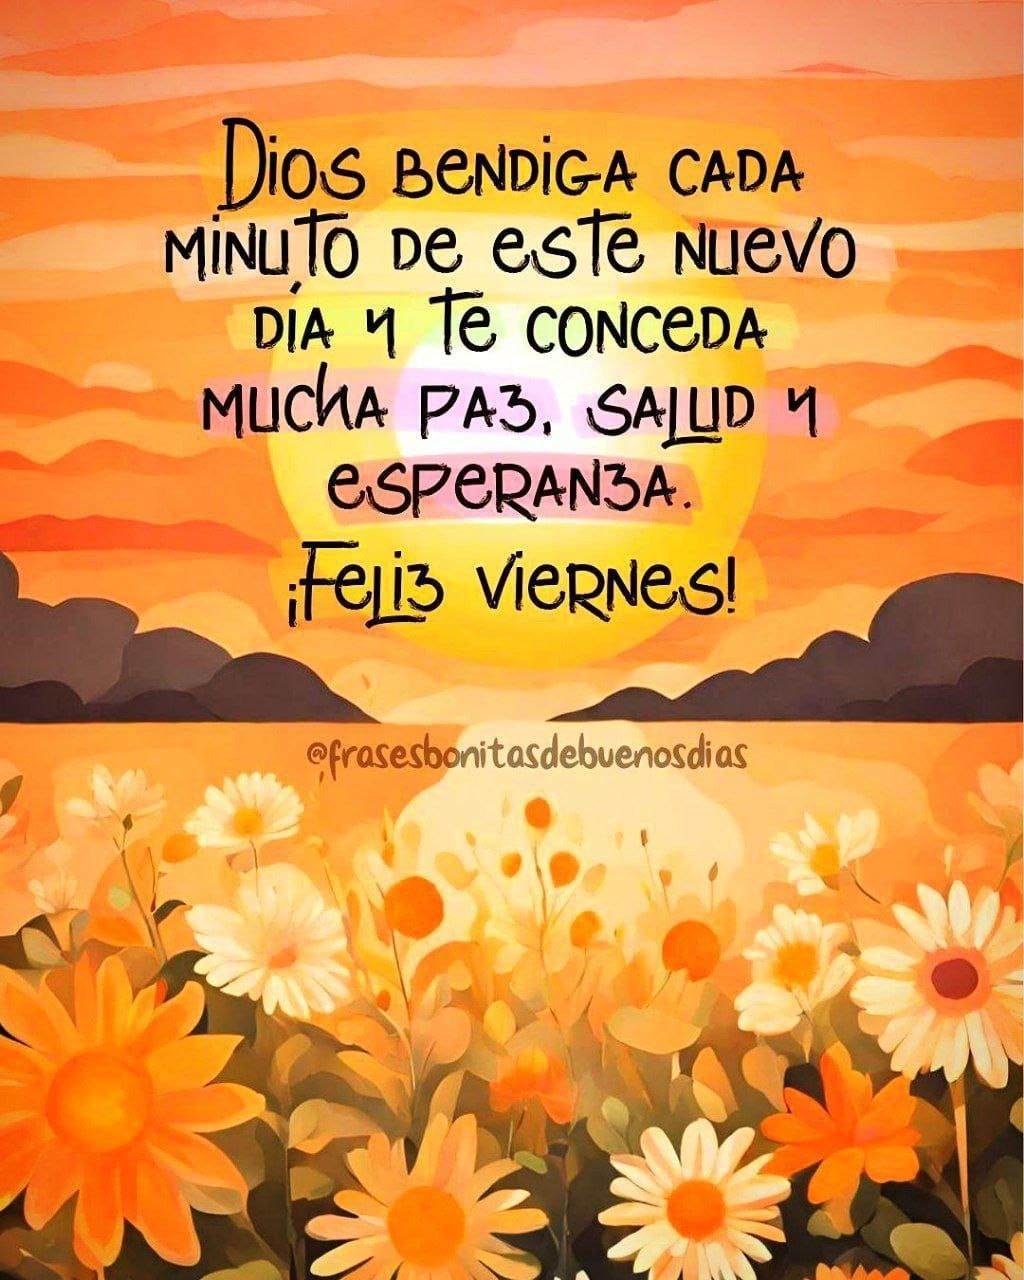 Dios bendiga cada
minuto de este nuevo
día y te conceda
mucha paz, salud y
esperanza.
¡Feliz viernes!
@frasesbonitasdebuenosdias